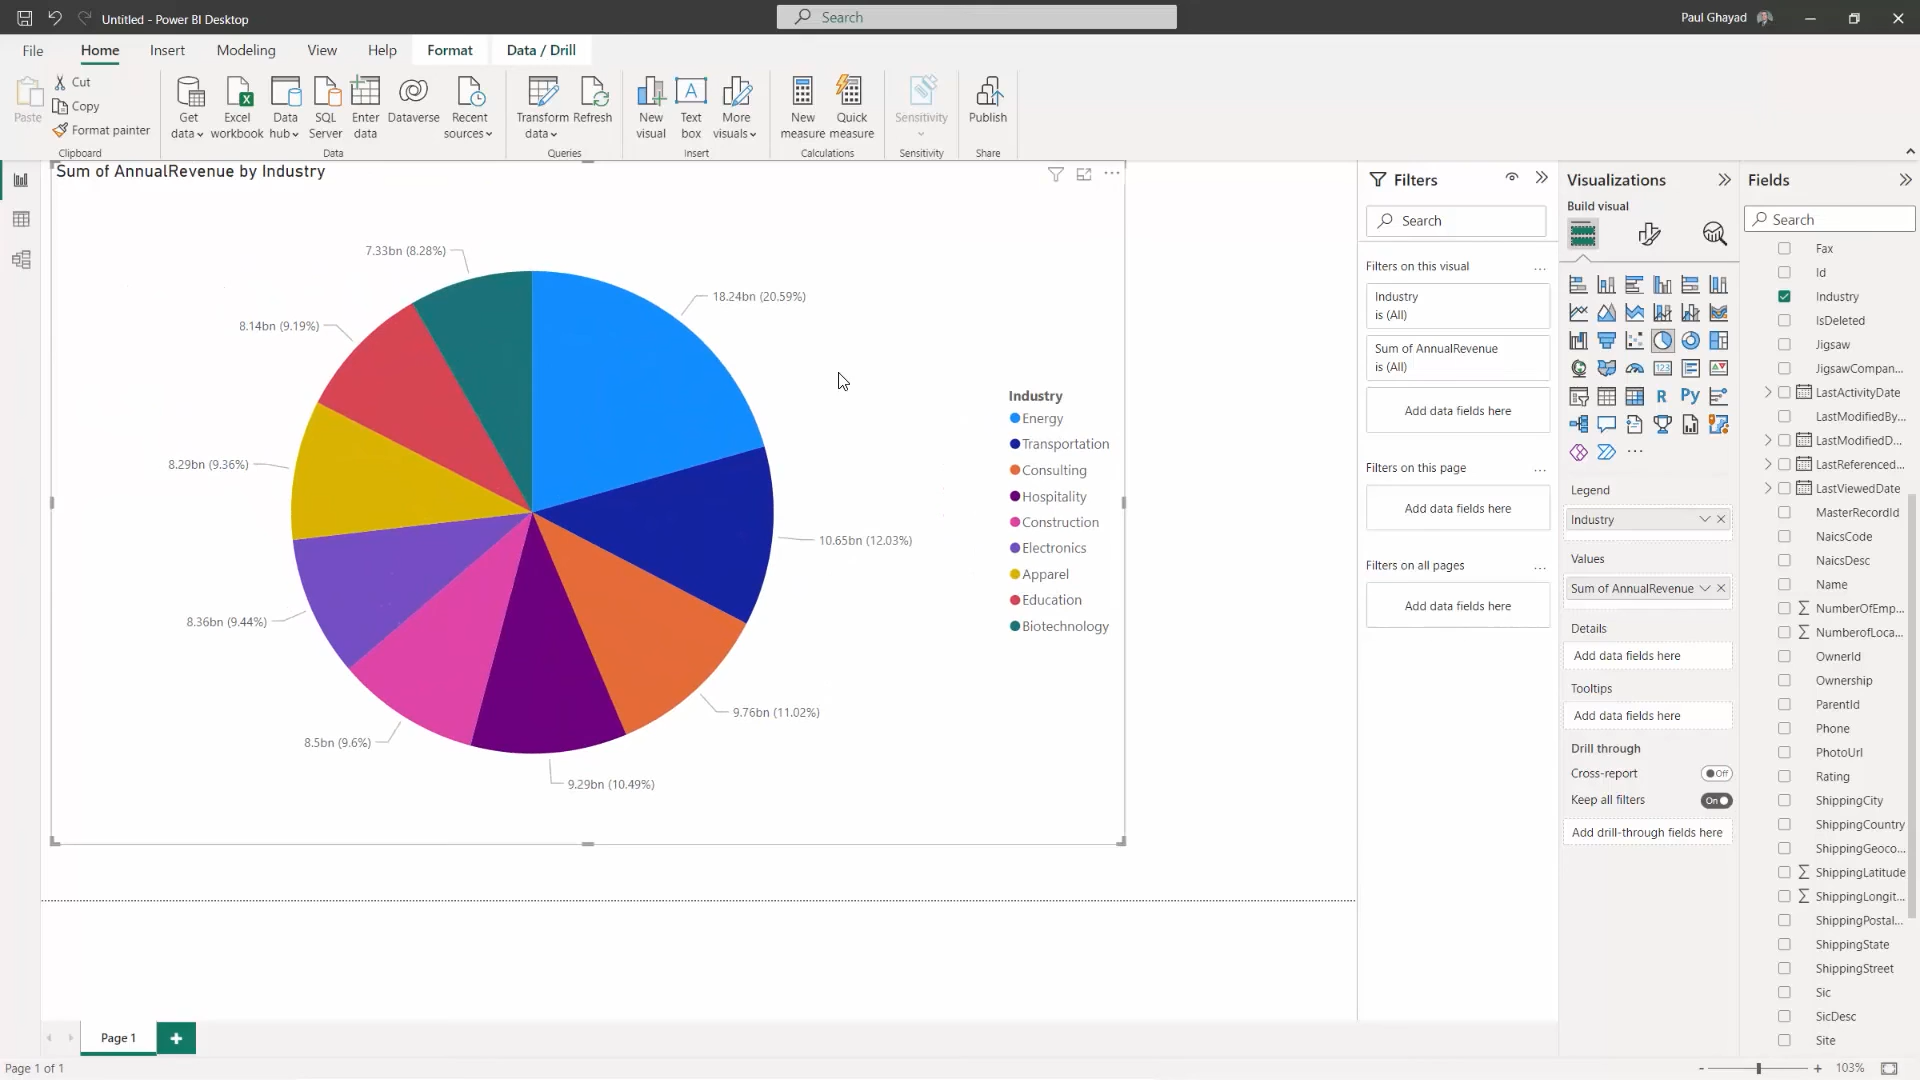 Untitled - Power BI Desktop
Search
Paul Ghayad
File
Home
Insert
Modeling
View
Help
Format
Data / Drill
Paste
Cut
Copy
Format painter
Clipboard
Get data
Excel workbook
Data hub
SQL Server
Enter data
Dataverse
Recent sources
Data
Transform data
Refresh
Queries
New visual
A
Text box
More visuals
Insert
New measure
Quick measure
Calculations
Sensitivity
Sensitivity
Publish
Share
Sum of AnnualRevenue by Industry
7.33bn (8.28%)
18.24bn (20.59%)
8.14bn (9.19%)
8.29bn (9.36%)
10.65bn (12.03%)
8.36bn (9.44%)
9.76bn (11.02%)
8.5bn (9.6%)
9.29bn (10.49%)
Industry
Energy
Transportation
Consulting
Hospitality
Construction
Electronics
Apparel
Education
Biotechnology
Filters
Search
Filters on this visual
Industry
is (All)
Sum of AnnualRevenue
is (All)
Add data fields here
Filters on this page
Add data fields here
Filters on all pages
Add data fields here
Visualizations
Build visual
123
R
Py
Legend
Industry
Values
Sum of AnnualRevenue
Details
Add data fields here
Tooltips
Add data fields here
Drill through
Cross-report
Off
Keep all filters
On
Add drill-through fields here
Fields
Search
Fax
Id
Industry
IsDeleted
Jigsaw
JigsawCompan...
LastActivityDate
LastModifiedBy...
LastModifiedD...
LastReferenced...
LastViewedDate
MasterRecordId
NaicsCode
NaicsDesc
Name
NumberOfEmp...
NumberofLoca...
OwnerId
Ownership
ParentId
Phone
PhotoUrl
Rating
ShippingCity
ShippingCountry
ShippingGeoco...
ShippingLatitude
ShippingLongit...
ShippingPostal...
ShippingState
ShippingStreet
Sic
SicDesc
Site
Page 1
Page 1 of 1
103%